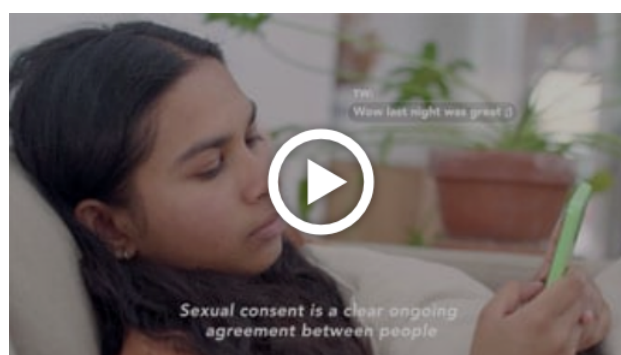 TW:
Wow last night was great :)
Sexual consent is a clear ongoing
agreement between people